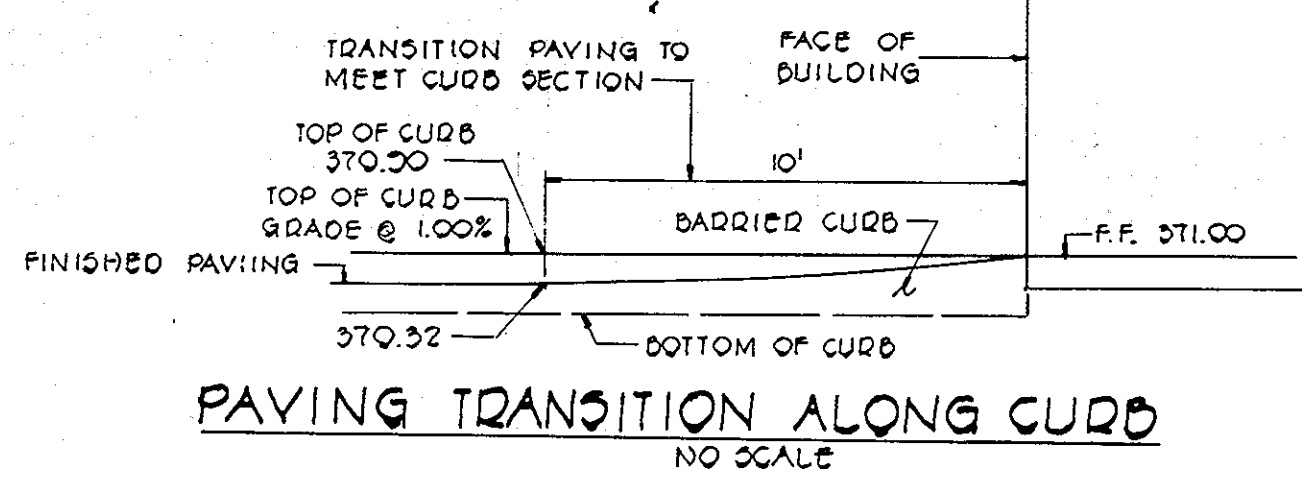 TRANSITION PAVING TO
MEET CURB SECTION
FACE OF
BUILDING
TOP OF CURB
370.90
10'
TOP OF CURB
GRADE @ 1.00%
BARRIER CURB
F.F. 371.00
FINISHED PAVING
370.32
BOTTOM OF CURB
PAVING TRANSITION ALONG CURB
NO SCALE